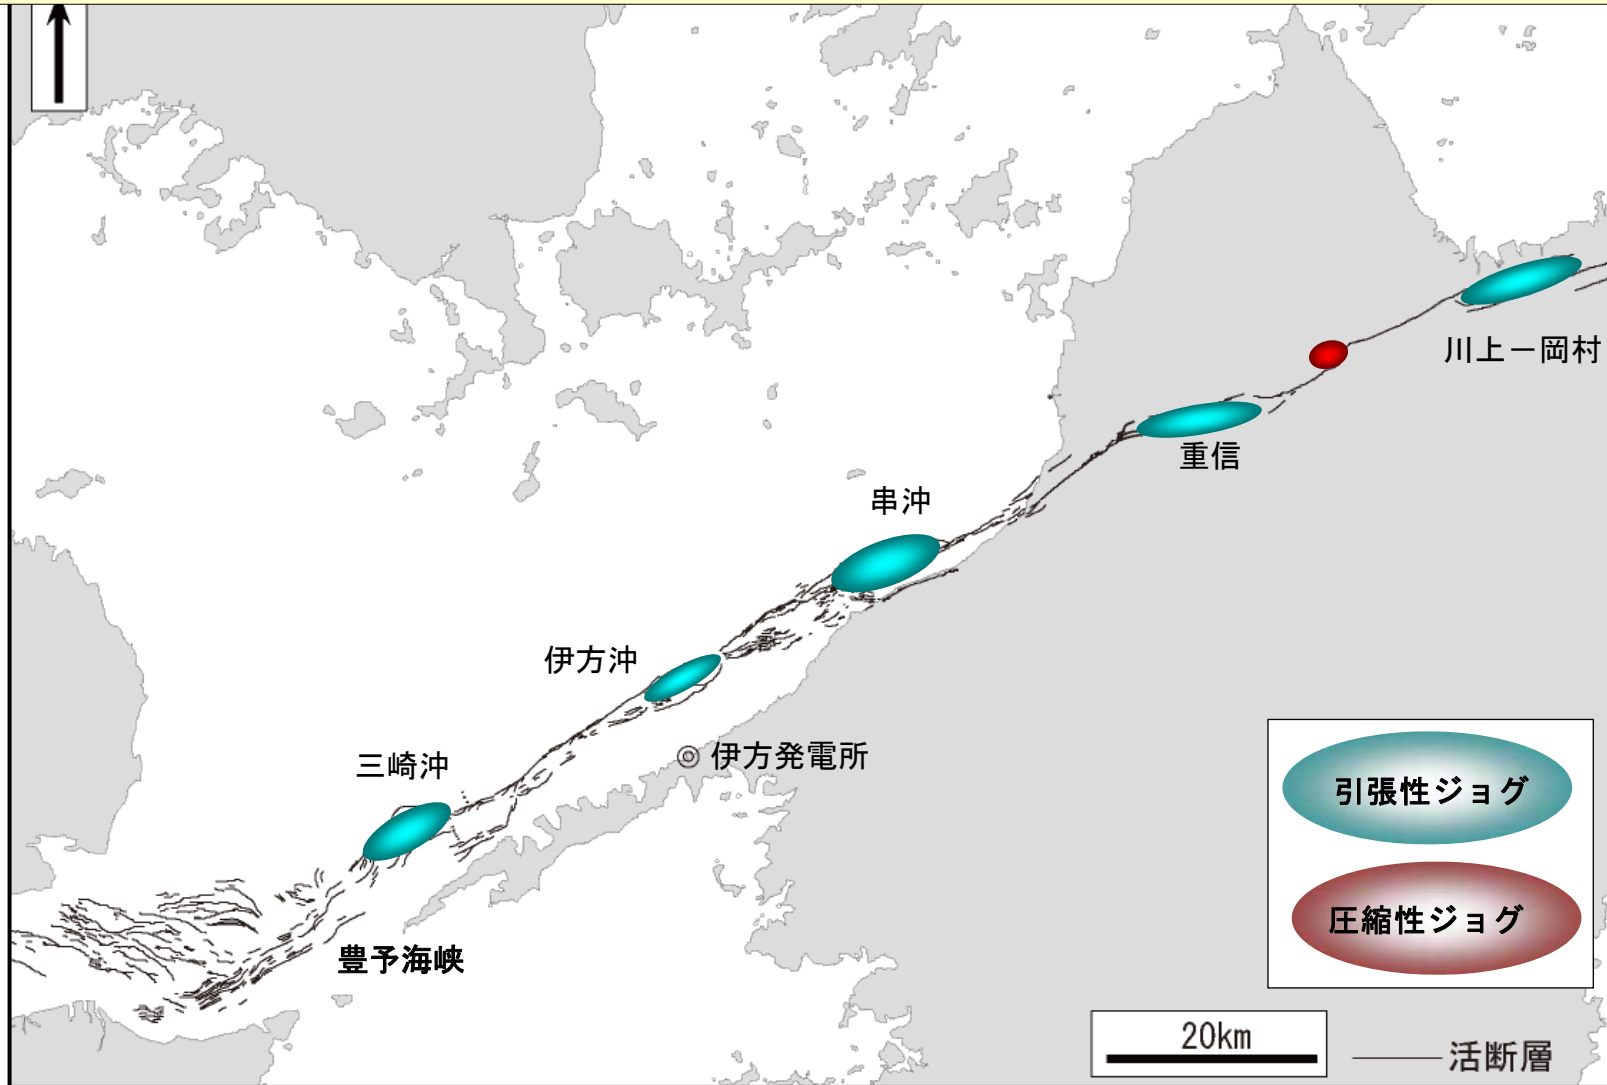 川上－岡村
重信
串沖
伊方沖
伊方発電所
三崎沖
豊予海峡
引張性ジョグ
圧縮性ジョグ
20km
活断層